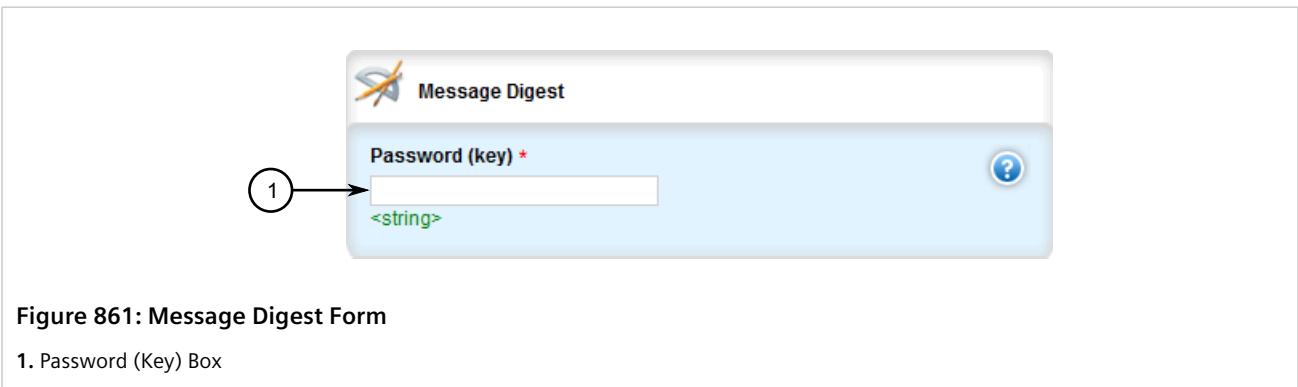 Message Digest
Password (key) *
?
1
<string>
Figure 861: Message Digest Form
1. Password (Key) Box